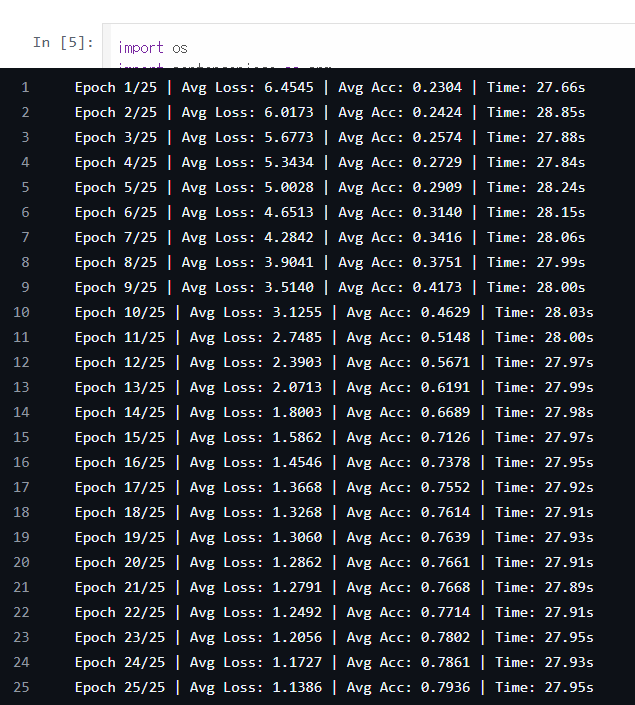 In [5]:
import os
1 Epoch 1/25 | Avg Loss: 6.4545 | Avg Acc: 0.2304 | Time: 27.66s
2 Epoch 2/25 | Avg Loss: 6.0173 | Avg Acc: 0.2424 | Time: 28.85s
3 Epoch 3/25 | Avg Loss: 5.6773 | Avg Acc: 0.2574 | Time: 27.88s
4 Epoch 4/25 | Avg Loss: 5.3434 | Avg Acc: 0.2729 | Time: 27.84s
5 Epoch 5/25 | Avg Loss: 5.0028 | Avg Acc: 0.2909 | Time: 28.24s
6 Epoch 6/25 | Avg Loss: 4.6513 | Avg Acc: 0.3140 | Time: 28.15s
7 Epoch 7/25 | Avg Loss: 4.2842 | Avg Acc: 0.3416 | Time: 28.06s
8 Epoch 8/25 | Avg Loss: 3.9041 | Avg Acc: 0.3751 | Time: 27.99s
9 Epoch 9/25 | Avg Loss: 3.5140 | Avg Acc: 0.4173 | Time: 28.00s
10 Epoch 10/25 | Avg Loss: 3.1255 | Avg Acc: 0.4629 | Time: 28.03s
11 Epoch 11/25 | Avg Loss: 2.7485 | Avg Acc: 0.5148 | Time: 28.00s
12 Epoch 12/25 | Avg Loss: 2.3903 | Avg Acc: 0.5671 | Time: 27.97s
13 Epoch 13/25 | Avg Loss: 2.0713 | Avg Acc: 0.6191 | Time: 27.99s
14 Epoch 14/25 | Avg Loss: 1.8003 | Avg Acc: 0.6689 | Time: 27.98s
15 Epoch 15/25 | Avg Loss: 1.5862 | Avg Acc: 0.7126 | Time: 27.97s
16 Epoch 16/25 | Avg Loss: 1.4546 | Avg Acc: 0.7378 | Time: 27.95s
17 Epoch 17/25 | Avg Loss: 1.3668 | Avg Acc: 0.7552 | Time: 27.92s
18 Epoch 18/25 | Avg Loss: 1.3268 | Avg Acc: 0.7614 | Time: 27.91s
19 Epoch 19/25 | Avg Loss: 1.3060 | Avg Acc: 0.7639 | Time: 27.93s
20 Epoch 20/25 | Avg Loss: 1.2862 | Avg Acc: 0.7661 | Time: 27.91s
21 Epoch 21/25 | Avg Loss: 1.2791 | Avg Acc: 0.7668 | Time: 27.89s
22 Epoch 22/25 | Avg Loss: 1.2492 | Avg Acc: 0.7714 | Time: 27.91s
23 Epoch 23/25 | Avg Loss: 1.2056 | Avg Acc: 0.7802 | Time: 27.95s
24 Epoch 24/25 | Avg Loss: 1.1727 | Avg Acc: 0.7861 | Time: 27.93s
25 Epoch 25/25 | Avg Loss: 1.1386 | Avg Acc: 0.7936 | Time: 27.95s